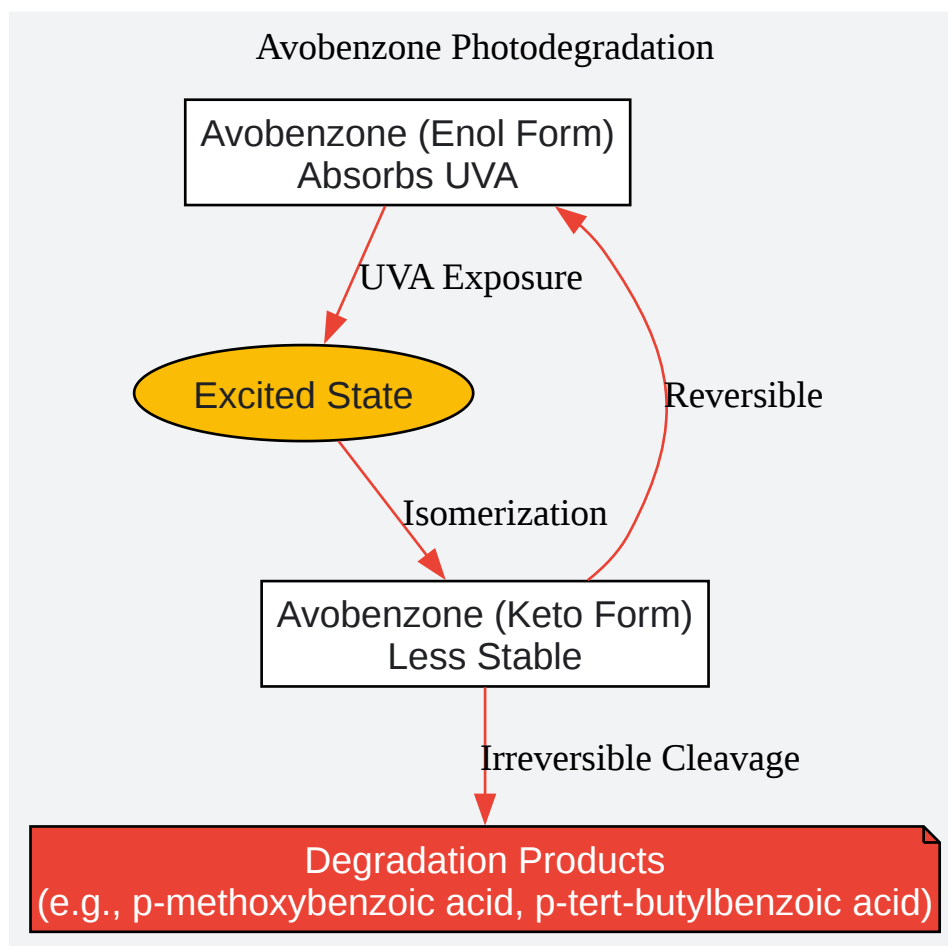 Avobenzone Photodegradation
Avobenzone (Enol Form)
Absorbs UVA
UVA Exposure
Excited State
Reversible
Isomerization
Avobenzone (Keto Form)
Less Stable
Irreversible Cleavage
Degradation Products
(e.g., p-methoxybenzoic acid, p-tert-butylbenzoic acid)